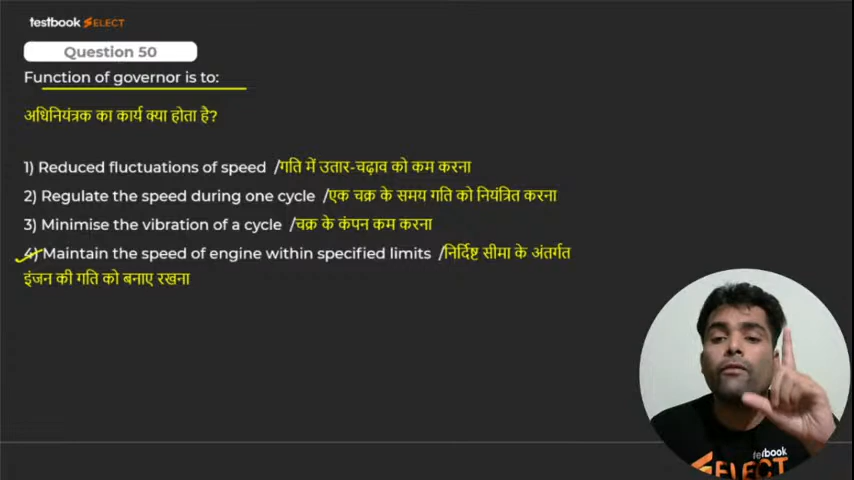 testbook SELECT
Question 50
Function of governor is to:
अधिनियंत्रक का कार्य क्या होता है?
1) Reduced fluctuations of speed /गति में उतार-चढ़ाव को कम करना
2) Regulate the speed during one cycle /एक चक्र के समय गति को नियंत्रित करना
3) Minimise the vibration of a cycle /चक्र के कंपन कम करना
4) Maintain the speed of engine within specified limits /निर्दिष्ट सीमा के अंतर्गत
इंजन की गति को बनाए रखना
testbook
SELECT